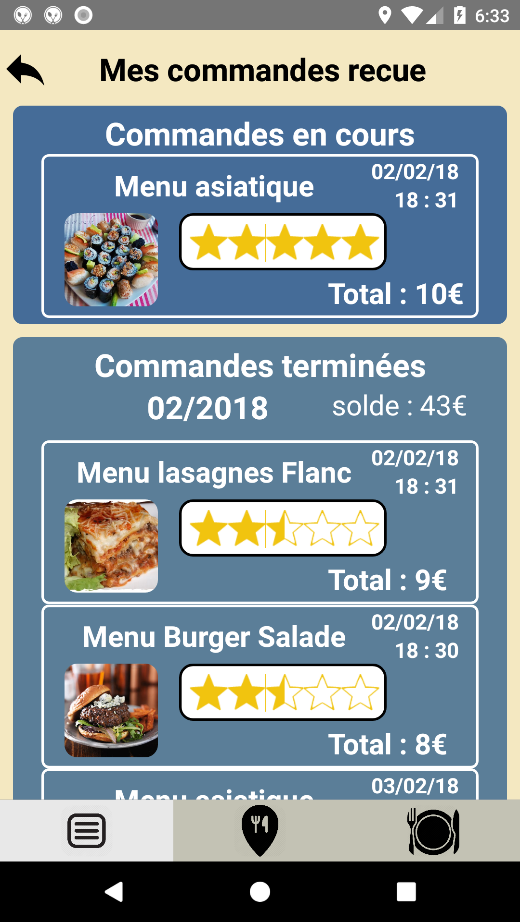 6:33
Mes commandes recue
Commandes en cours
Menu asiatique
02/02/18
18 : 31
Total : 10€
Commandes terminées
02/2018
solde : 43€
Menu lasagnes Flanc
02/02/18
18 : 31
Total : 9€
Menu Burger Salade
02/02/18
18 : 30
Total : 8€
Menu asiatique
03/02/18